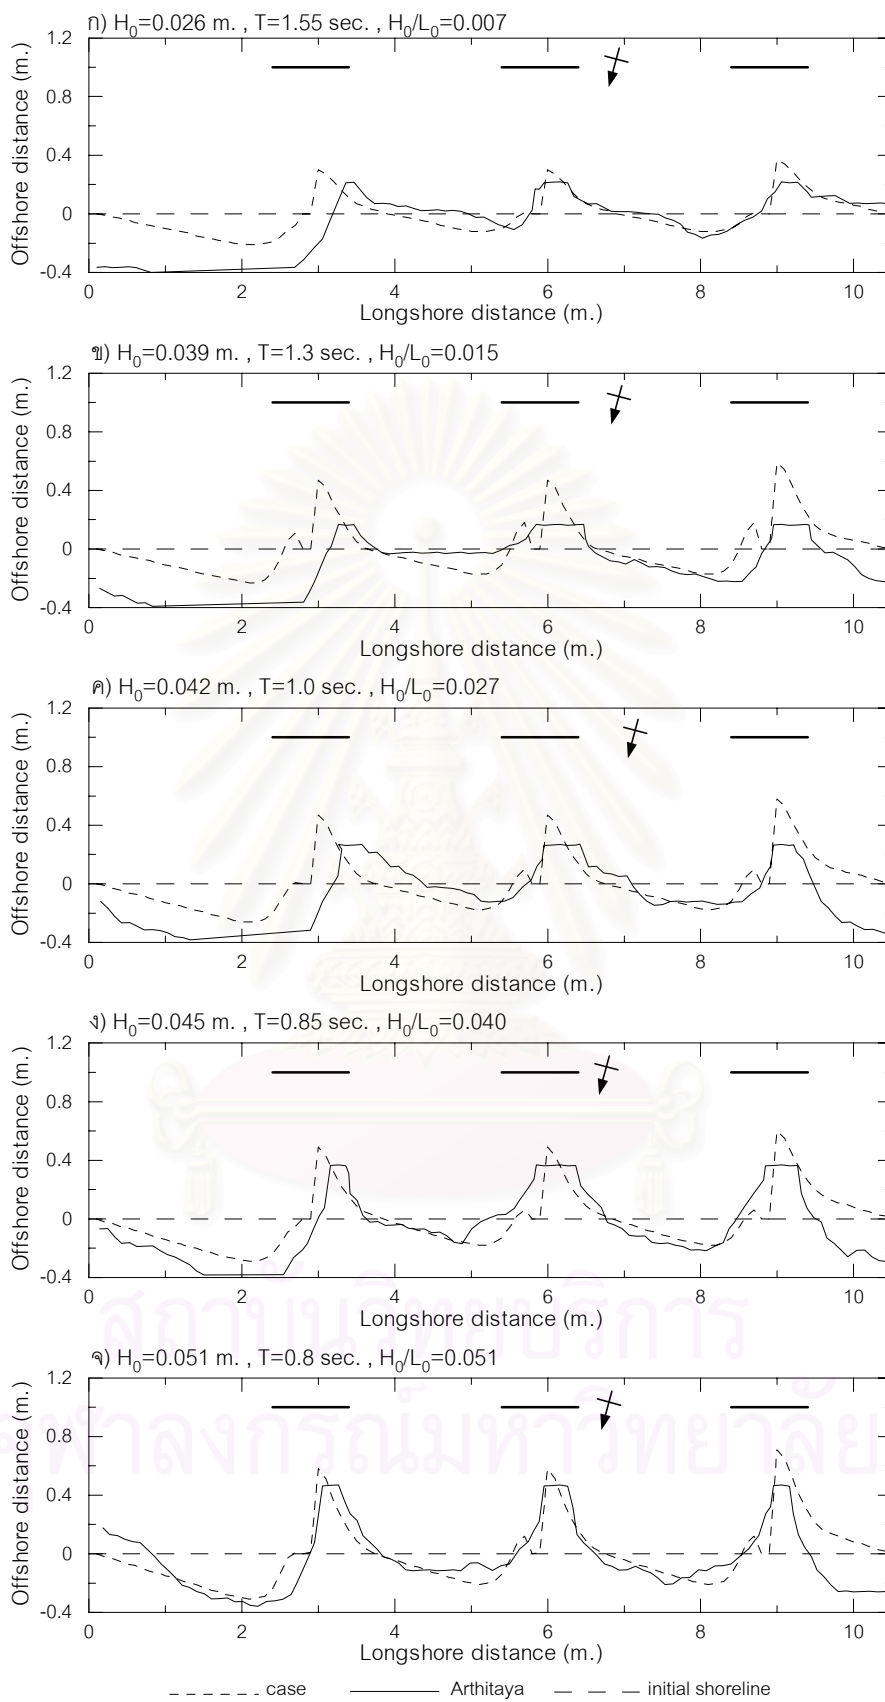 ก) H₀=0.026 m. , T=1.55 sec. , H₀/L₀=0.007
1.2
0.8
0.4
0
-0.4
Offshore distance (m.)
0 2 4 6 8 10
Longshore distance (m.)
ข) H₀=0.039 m. , T=1.3 sec. , H₀/L₀=0.015
1.2
0.8
0.4
0
-0.4
Offshore distance (m.)
0 2 4 6 8 10
Longshore distance (m.)
ค) H₀=0.042 m. , T=1.0 sec. , H₀/L₀=0.027
1.2
0.8
0.4
0
-0.4
Offshore distance (m.)
0 2 4 6 8 10
Longshore distance (m.)
ง) H₀=0.045 m. , T=0.85 sec. , H₀/L₀=0.040
1.2
0.8
0.4
0
-0.4
Offshore distance (m.)
0 2 4 6 8 10
Longshore distance (m.)
สถาบันวิทยบริการ
จ) H₀=0.051 m. , T=0.8 sec. , H₀/L₀=0.051
1.2
0.8
0.4
0
-0.4
Offshore distance (m.)
0 2 4 6 8 10
Longshore distance (m.)
จุฬาลงกรณ์มหาวิทยาลัย
case Arthitaya initial shoreline